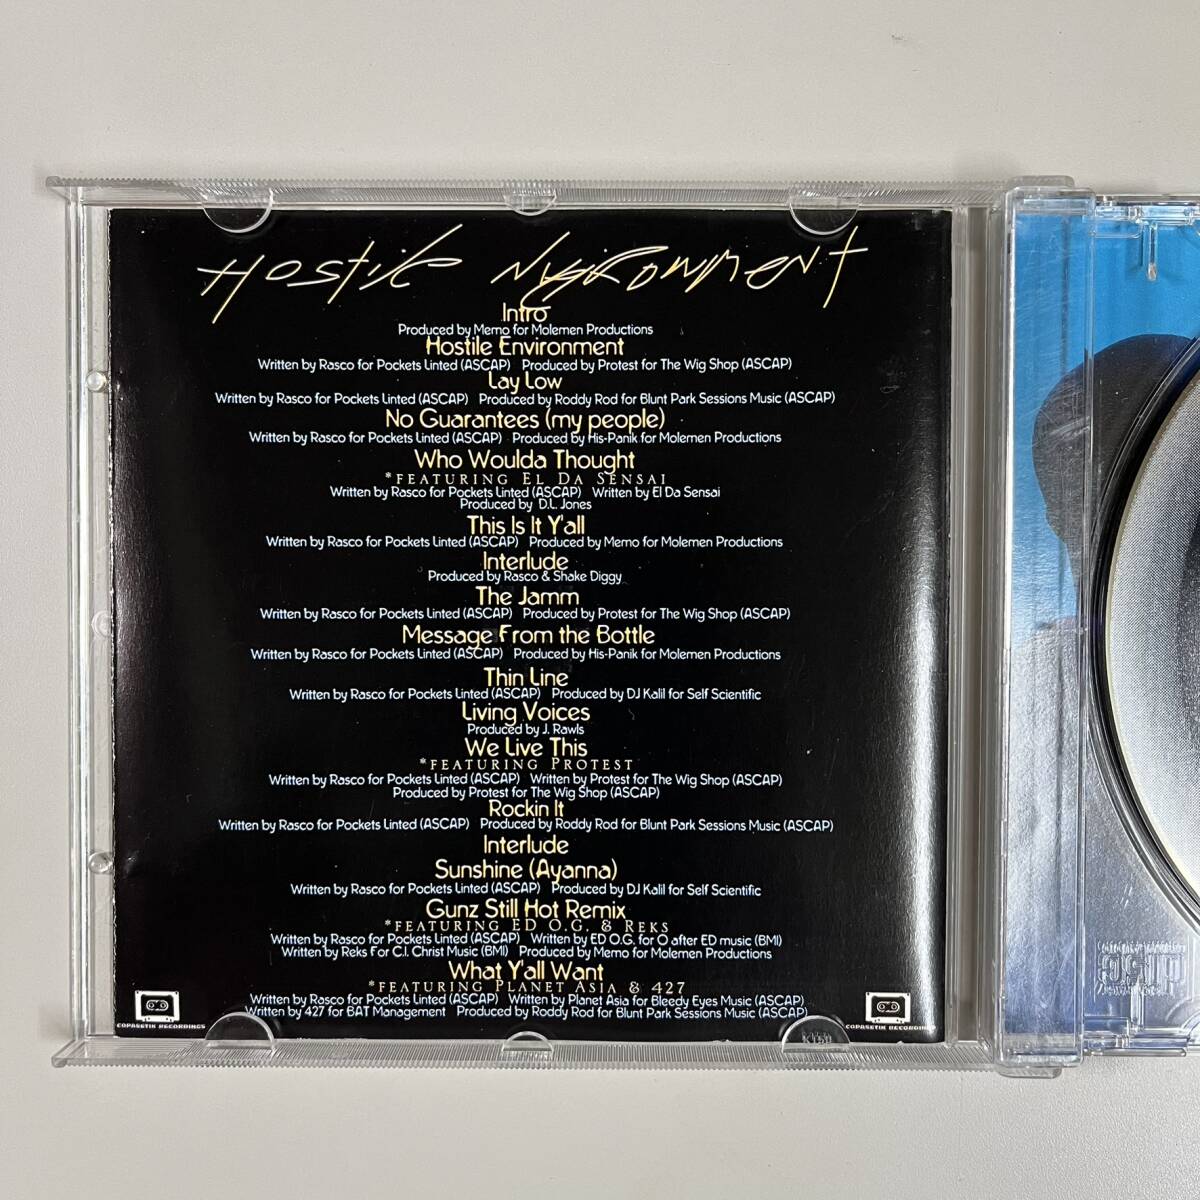 Hostile Nvironment
Intro
Produced by Memo for Molemen Productions
Hostile Environment
Written by Rasco for Pockets Linted (ASCAP) Produced by Protest for The Wig Shop (ASCAP)
Lay Low
Written by Rasco for Pockets Linted (ASCAP) Produced by Roddy Rod for Blunt Park Sessions Music (ASCAP)
No Guarantees (my people)
Written by Rasco for Pockets Linted (ASCAP) Produced by His-Panik for Molemen Productions
Who Woulda Thought
*FEATURING EL DA SENSAI
Written by Rasco for Pockets Linted (ASCAP) Written by El Da Sensai
Produced by D.L. Jones
This Is It Y'all
Written by Rasco for Pockets Linted (ASCAP) Produced by Memo for Molemen Productions
Interlude
Produced by Rasco & Shake Diggy
The Jamm
Written by Rasco for Pockets Linted (ASCAP) Produced by Protest for The Wig Shop (ASCAP)
Message From the Bottle
Written by Rasco for Pockets Linted (ASCAP) Produced by His-Panik for Molemen Productions
Thin Line
Written by Rasco for Pockets Linted (ASCAP) Produced by DJ Kalil for Self Scientific
Living Voices
Produced by J. Rawls
We Live This
*FEATURING PROTEST
Written by Rasco for Pockets Linted (ASCAP) Written by Protest for The Wig Shop (ASCAP)
Produced by Protest for The Wig Shop (ASCAP)
Rockin It
Written by Rasco for Pockets Linted (ASCAP) Produced by Roddy Rod for Blunt Park Sessions Music (ASCAP)
Interlude
Sunshine (Ayanna)
Written by Rasco for Pockets Linted (ASCAP) Produced by DJ Kalil for Self Scientific
Gunz Still Hot Remix
*FEATURING ED O.G. & REKS
Written by Rasco for Pockets Linted (ASCAP) Written by ED O.G. for O after ED music (BMI)
Written by Reks for C.I. Christ Music (BMI) Produced by Memo for Molemen Productions
What Y'all Want
*FEATURING PLANET ASIA & 427
Written by Rasco for Pockets Linted (ASCAP) Written by Planet Asia for Bleedy Eyes Music (ASCAP)
Written by 427 for BAT Management Produced by Roddy Rod for Blunt Park Sessions Music (ASCAP)
COPASETIK RECORDINGS
COPASETIK RECORDINGS